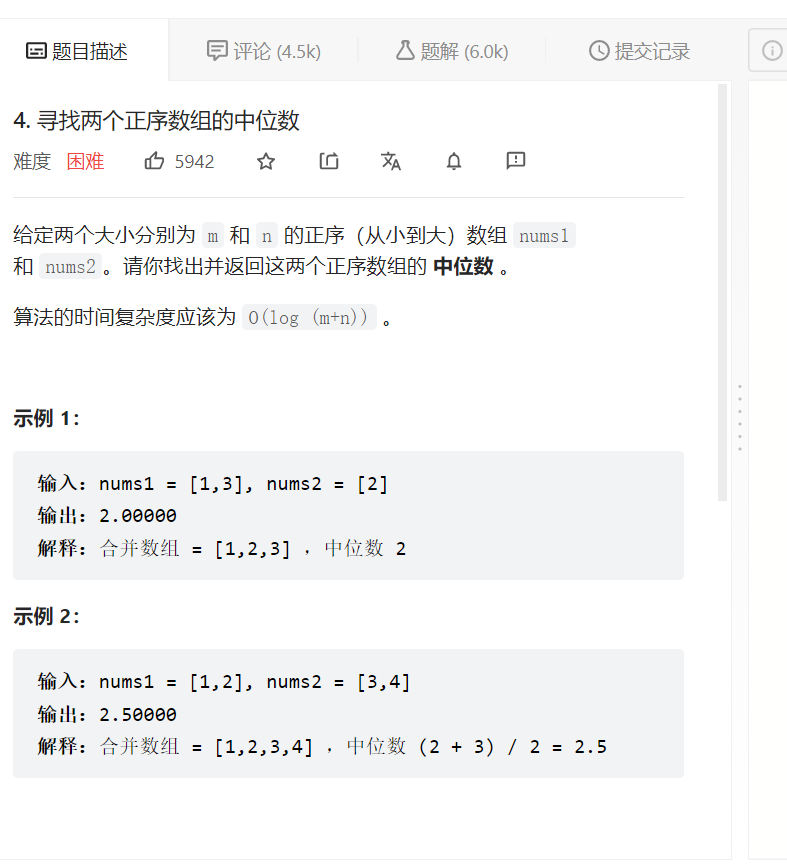 题目描述 评论 (4.5k) 题解 (6.0k) 提交记录
4. 寻找两个正序数组的中位数
难度 困难 5942
给定两个大小分别为 m 和 n 的正序（从小到大）数组 nums1
和 nums2。请你找出并返回这两个正序数组的 中位数 。
算法的时间复杂度应该为 O(log (m+n)) 。
示例 1：
输入：nums1 = [1,3], nums2 = [2]
输出：2.00000
解释：合并数组 = [1,2,3] ，中位数 2
示例 2：
输入：nums1 = [1,2], nums2 = [3,4]
输出：2.50000
解释：合并数组 = [1,2,3,4] ，中位数 (2 + 3) / 2 = 2.5